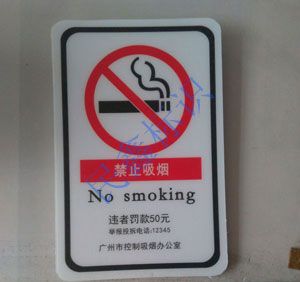 禁止吸烟
No smoking
违者罚款50元
举报投拆电话:12345
广州市控制吸烟办公室